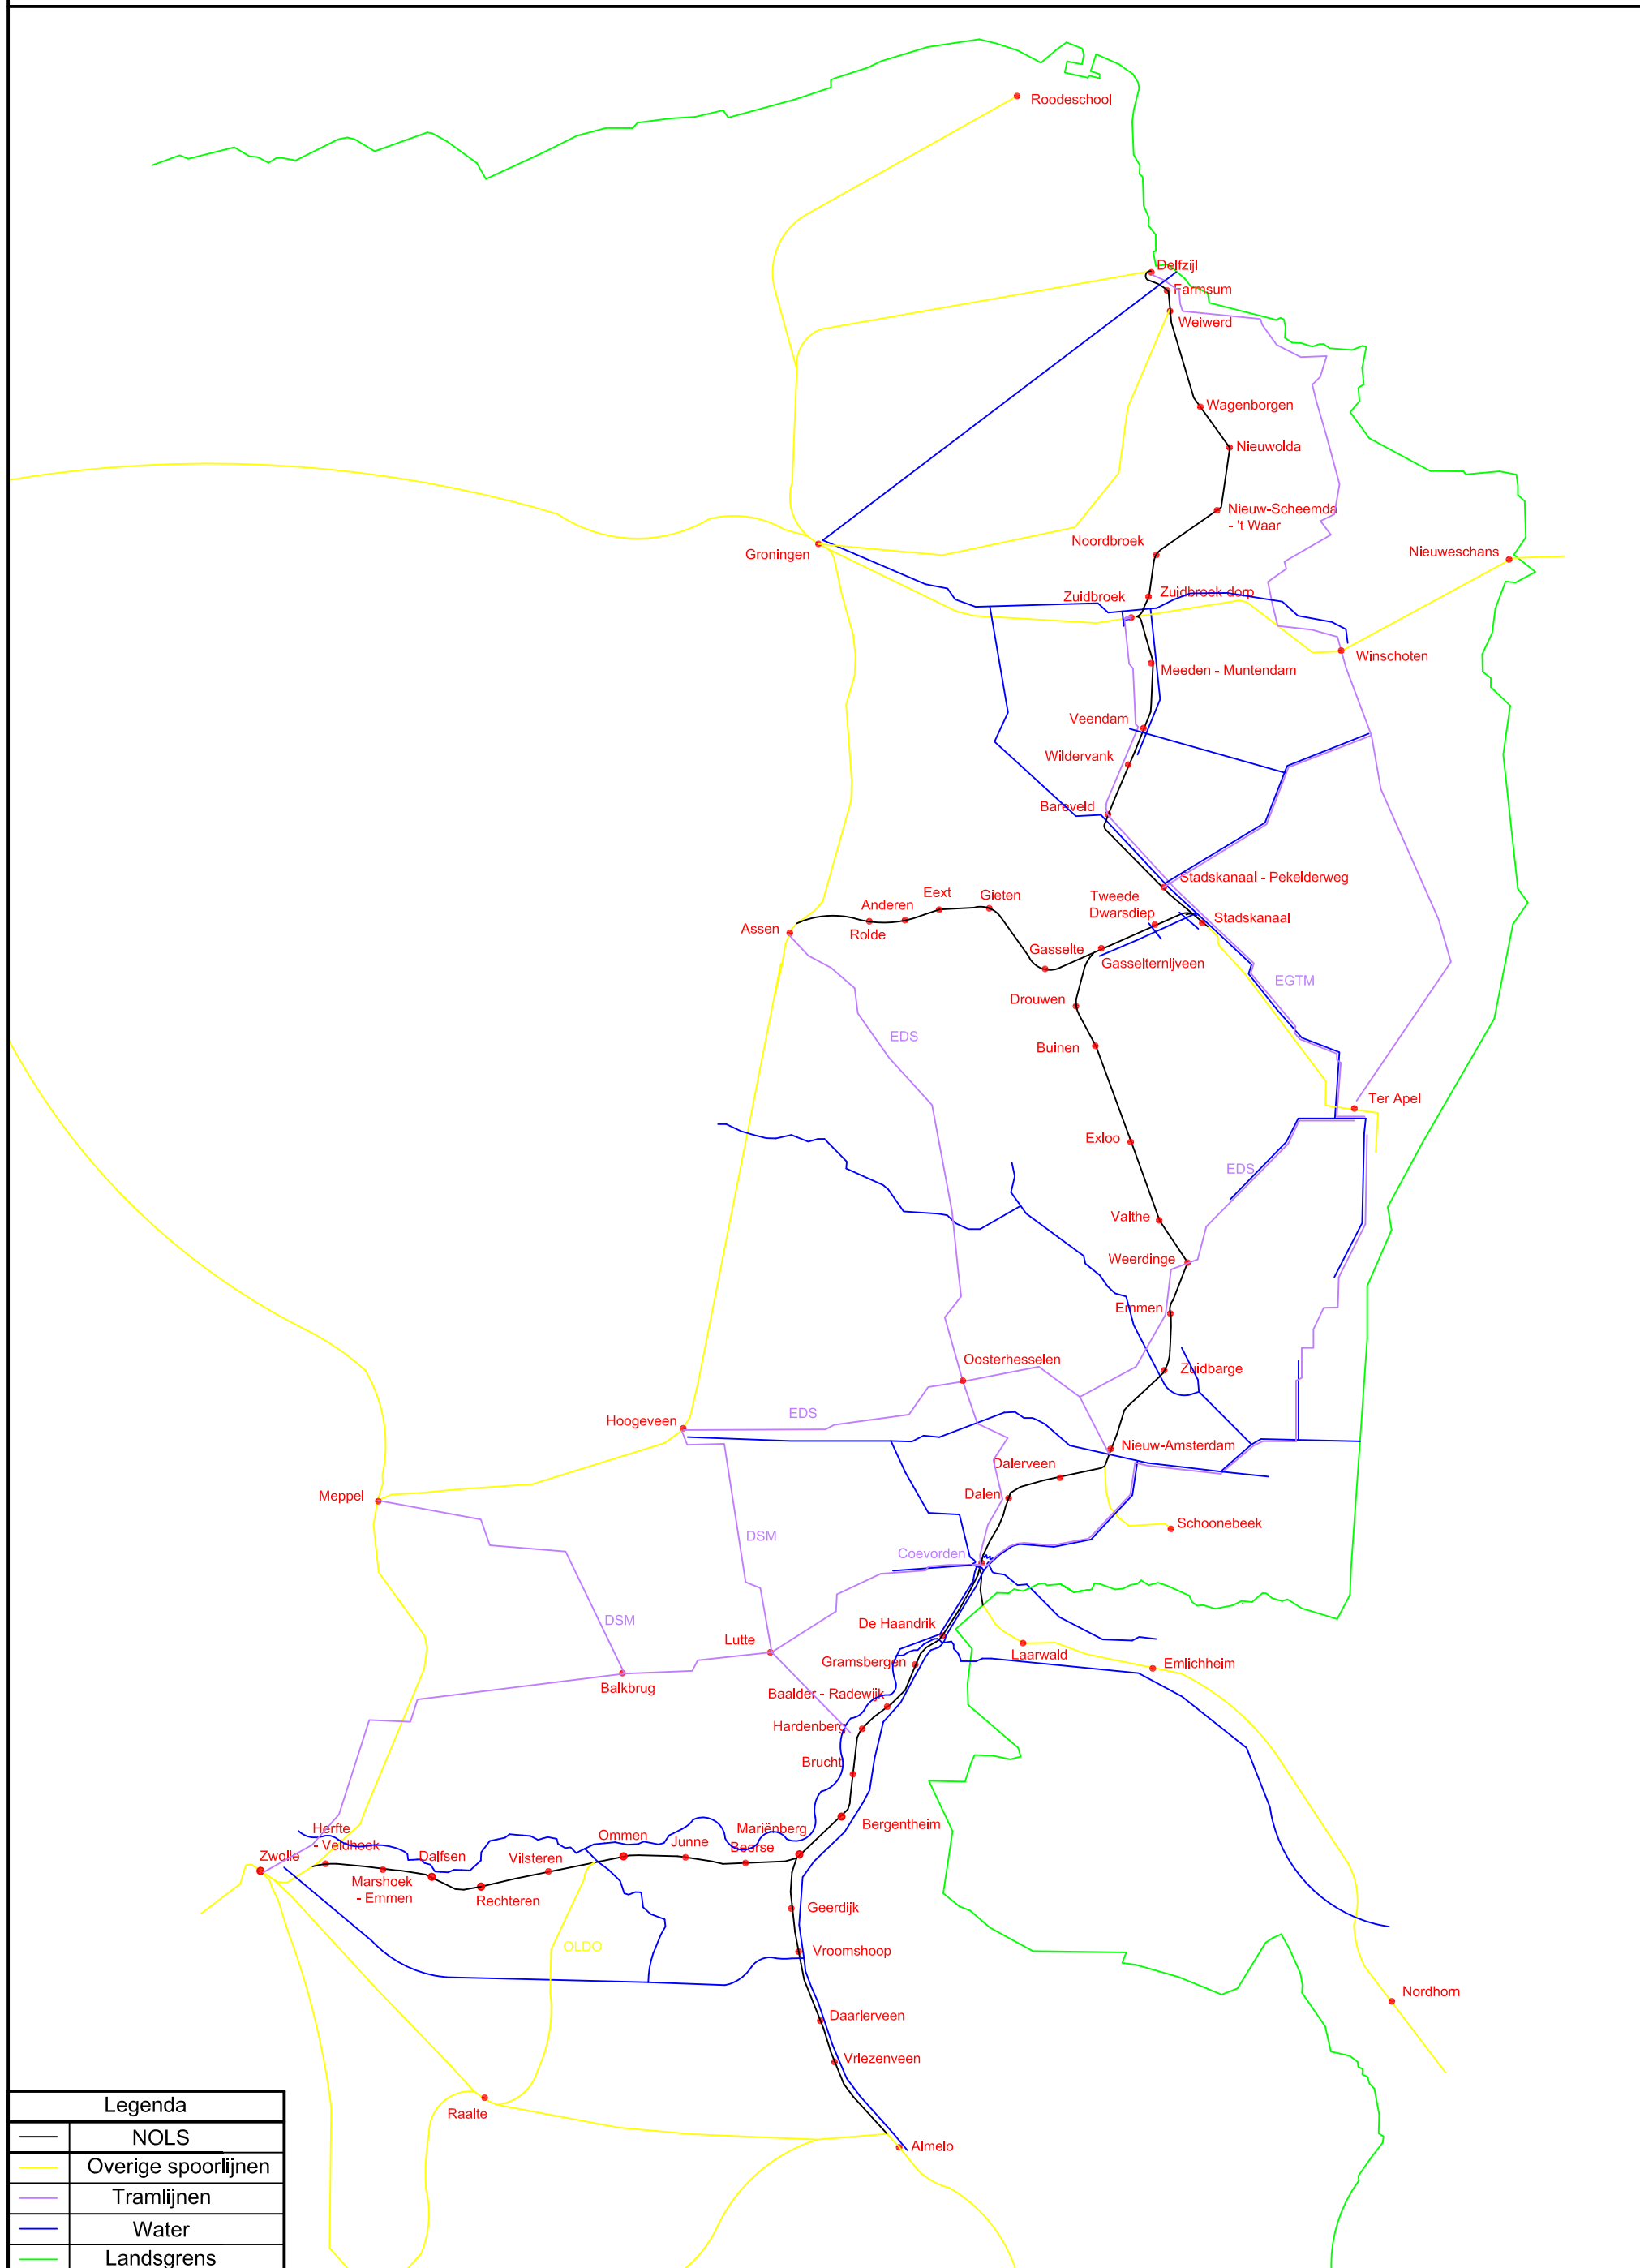 Roodeschool
Delfzijl
Farmsum
Weiwerd
Wagenborgen
Nieuwolda
Nieuw-Scheemda
- 't Waar
Noordbroek
Groningen
Nieuweschans
Zuidbroek
Zuidbroek dorp
Winschoten
Meeden - Muntendam
Veendam
Wildervank
Bareveld
Stadskanaal - Pekelderweg
Tweede
Dwarsdiep
Stadskanaal
Gieten
Eext
Anderen
Rolde
Assen
Gasselte
Gasselternijveen
Drouwen
EGTM
EDS
Buinen
Ter Apel
Exloo
EDS
Valthe
Weerdinge
Emmen
Oosterhesselen
Zuidbarge
EDS
Hoogeveen
Nieuw-Amsterdam
Dalerveen
Dalen
Meppel
Schoonebeek
DSM
Coevorden
DSM
De Haandrik
Lutte
Laarwald
Gramsbergen
Emlichheim
Balkbrug
Baalder - Radewijk
Hardenberg
Brucht
Bergentheim
Mariënberg
Beerse
Junne
Ommen
Herfte
- Veldhoek
Zwolle
Dalfsen
Vilsteren
Marshoek
- Emmen
Rechteren
Geerdijk
OLDO
Vroomshoop
Nordhorn
Daarlerveen
Vriezenveen
Raalte
Almelo
Legenda
NOLS
Overige spoorlijnen
Tramlijnen
Water
Landsgrens